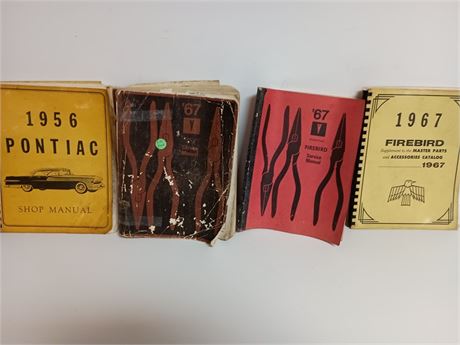 1956
PONTIAC
SHOP MANUAL
'67
'67
FIREBIRD
Service
Manual
1967
FIREBIRD
Supplement to the MASTER PARTS
and ACCESSORIES CATALOG
1967